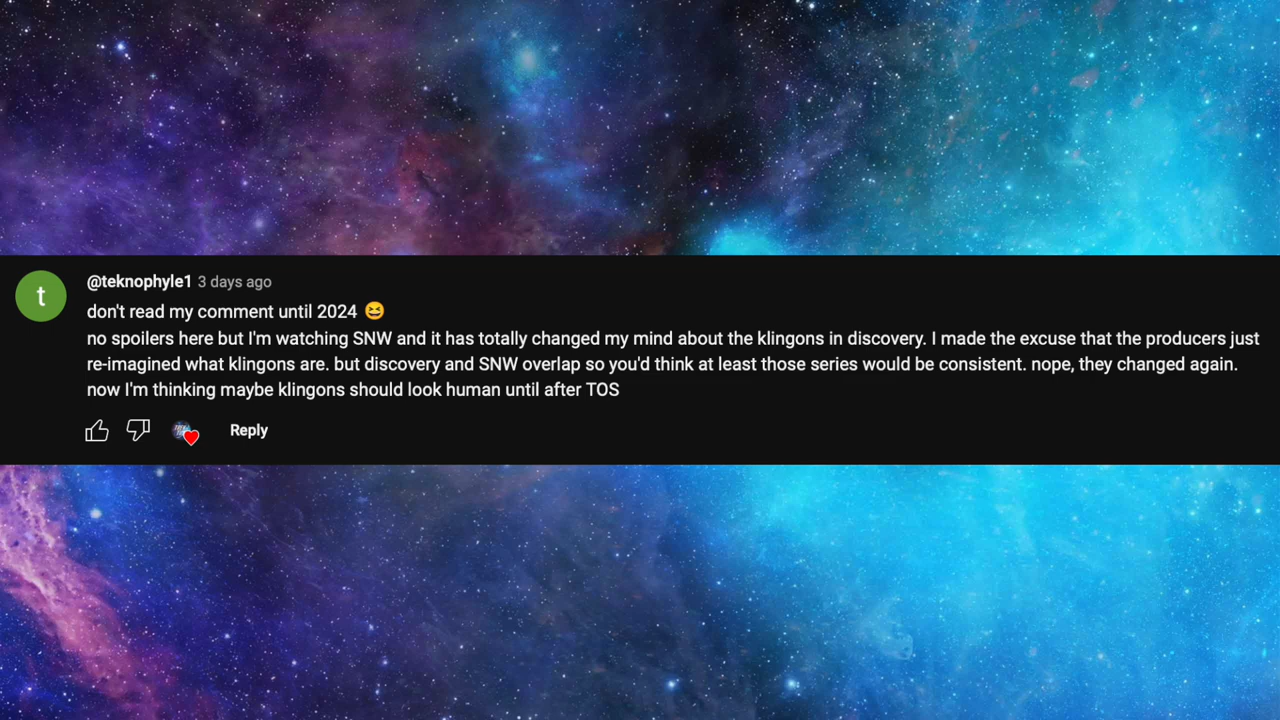 t
@teknophyle1 3 days ago
don't read my comment until 2024 😆
no spoilers here but I'm watching SNW and it has totally changed my mind about the klingons in discovery. I made the excuse that the producers just
re-imagined what klingons are. but discovery and SNW overlap so you'd think at least those series would be consistent. nope, they changed again.
now I'm thinking maybe klingons should look human until after TOS
Reply